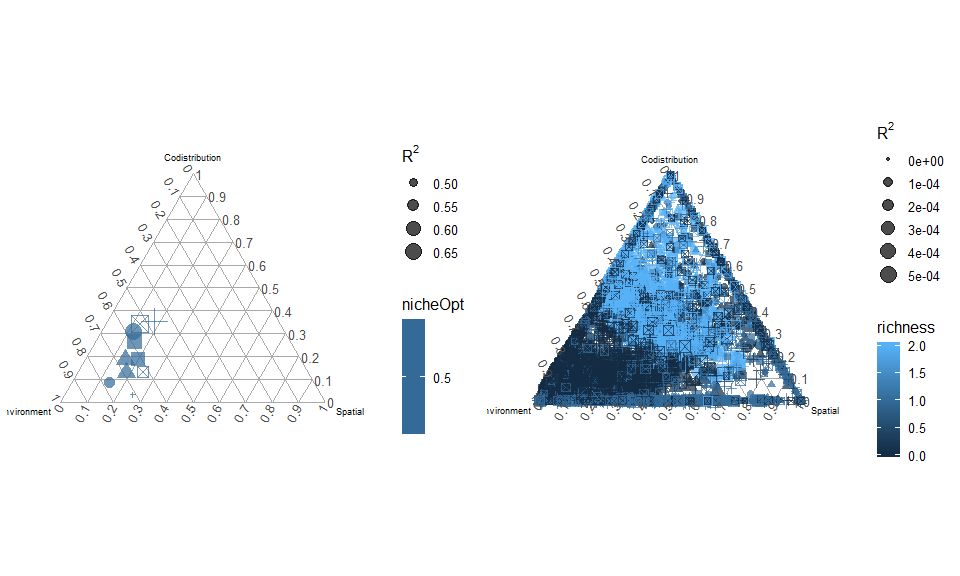 Codistribution
0 1
0.1 0.9
0.2 0.8
0.3 0.7
0.4 0.6
0.5 0.5
0.6 0.4
0.7 0.3
0.8 0.2
0.9 0.1
1 0
nvironment
0 0.1 0.2 0.3 0.4 0.5 0.6 0.7 0.8 0.9 1
Spatial
R²
0.50
0.55
0.60
0.65
nicheOpt
0.5
Codistribution
1
0.9
0.8
0.7
0.6
0.5
0.4
0.3
0.2
0.1
nvironment
Spatial
R²
0e+00
1e-04
2e-04
3e-04
4e-04
5e-04
richness
2.0
1.5
1.0
0.5
0.0